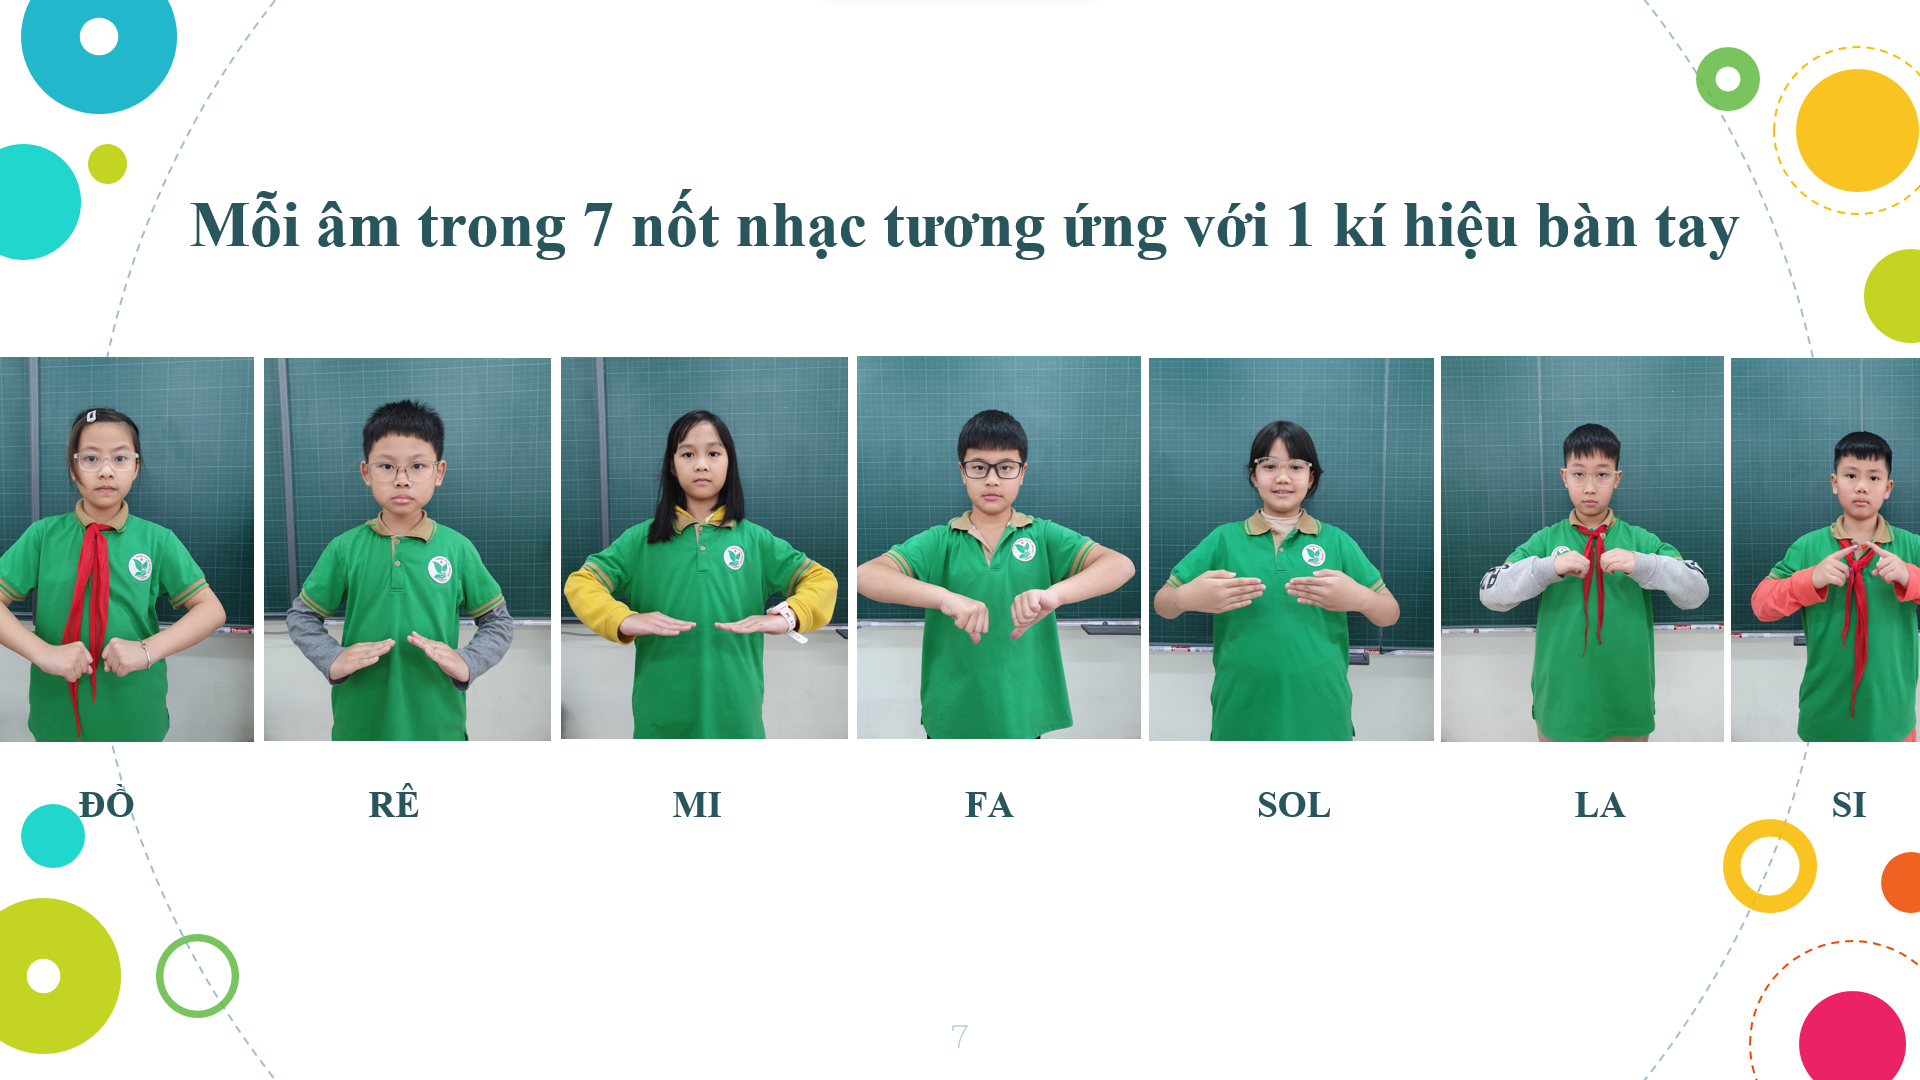 Mỗi âm trong 7 nốt nhạc tương ứng với 1 kí hiệu bàn tay
ĐỒ RÊ MI FA SOL LA SI
7